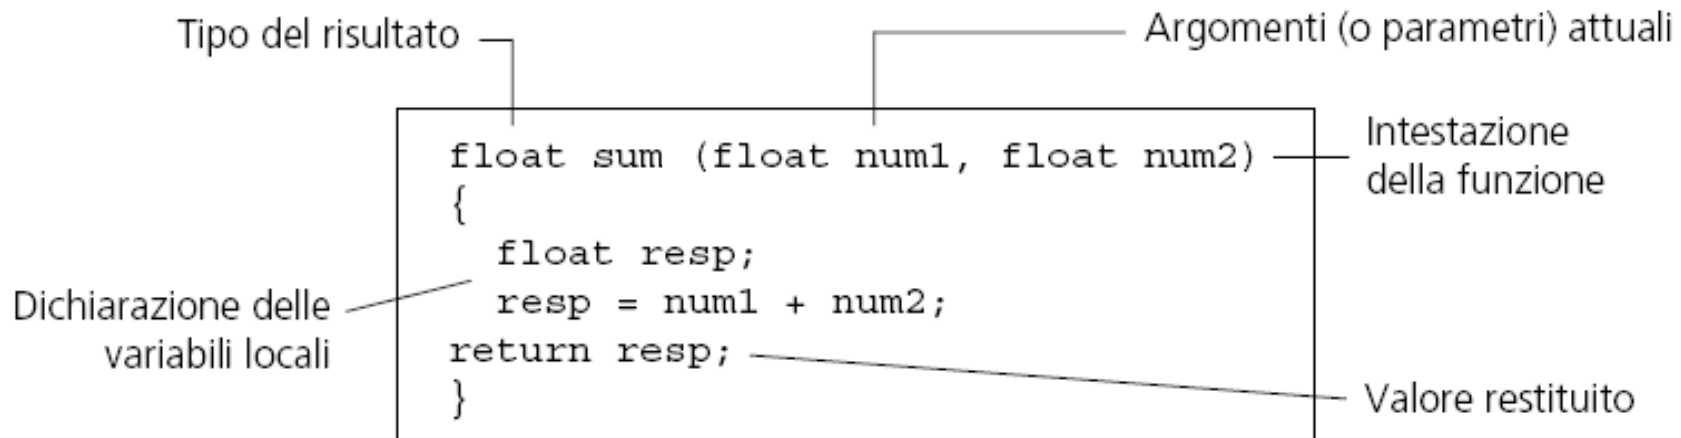 Tipo del risultato
Argomenti (o parametri) attuali
float sum (float num1, float num2)
Intestazione
della funzione
{
float resp;
resp = num1 + num2;
Dichiarazione delle
variabili locali
return resp;
}
Valore restituito